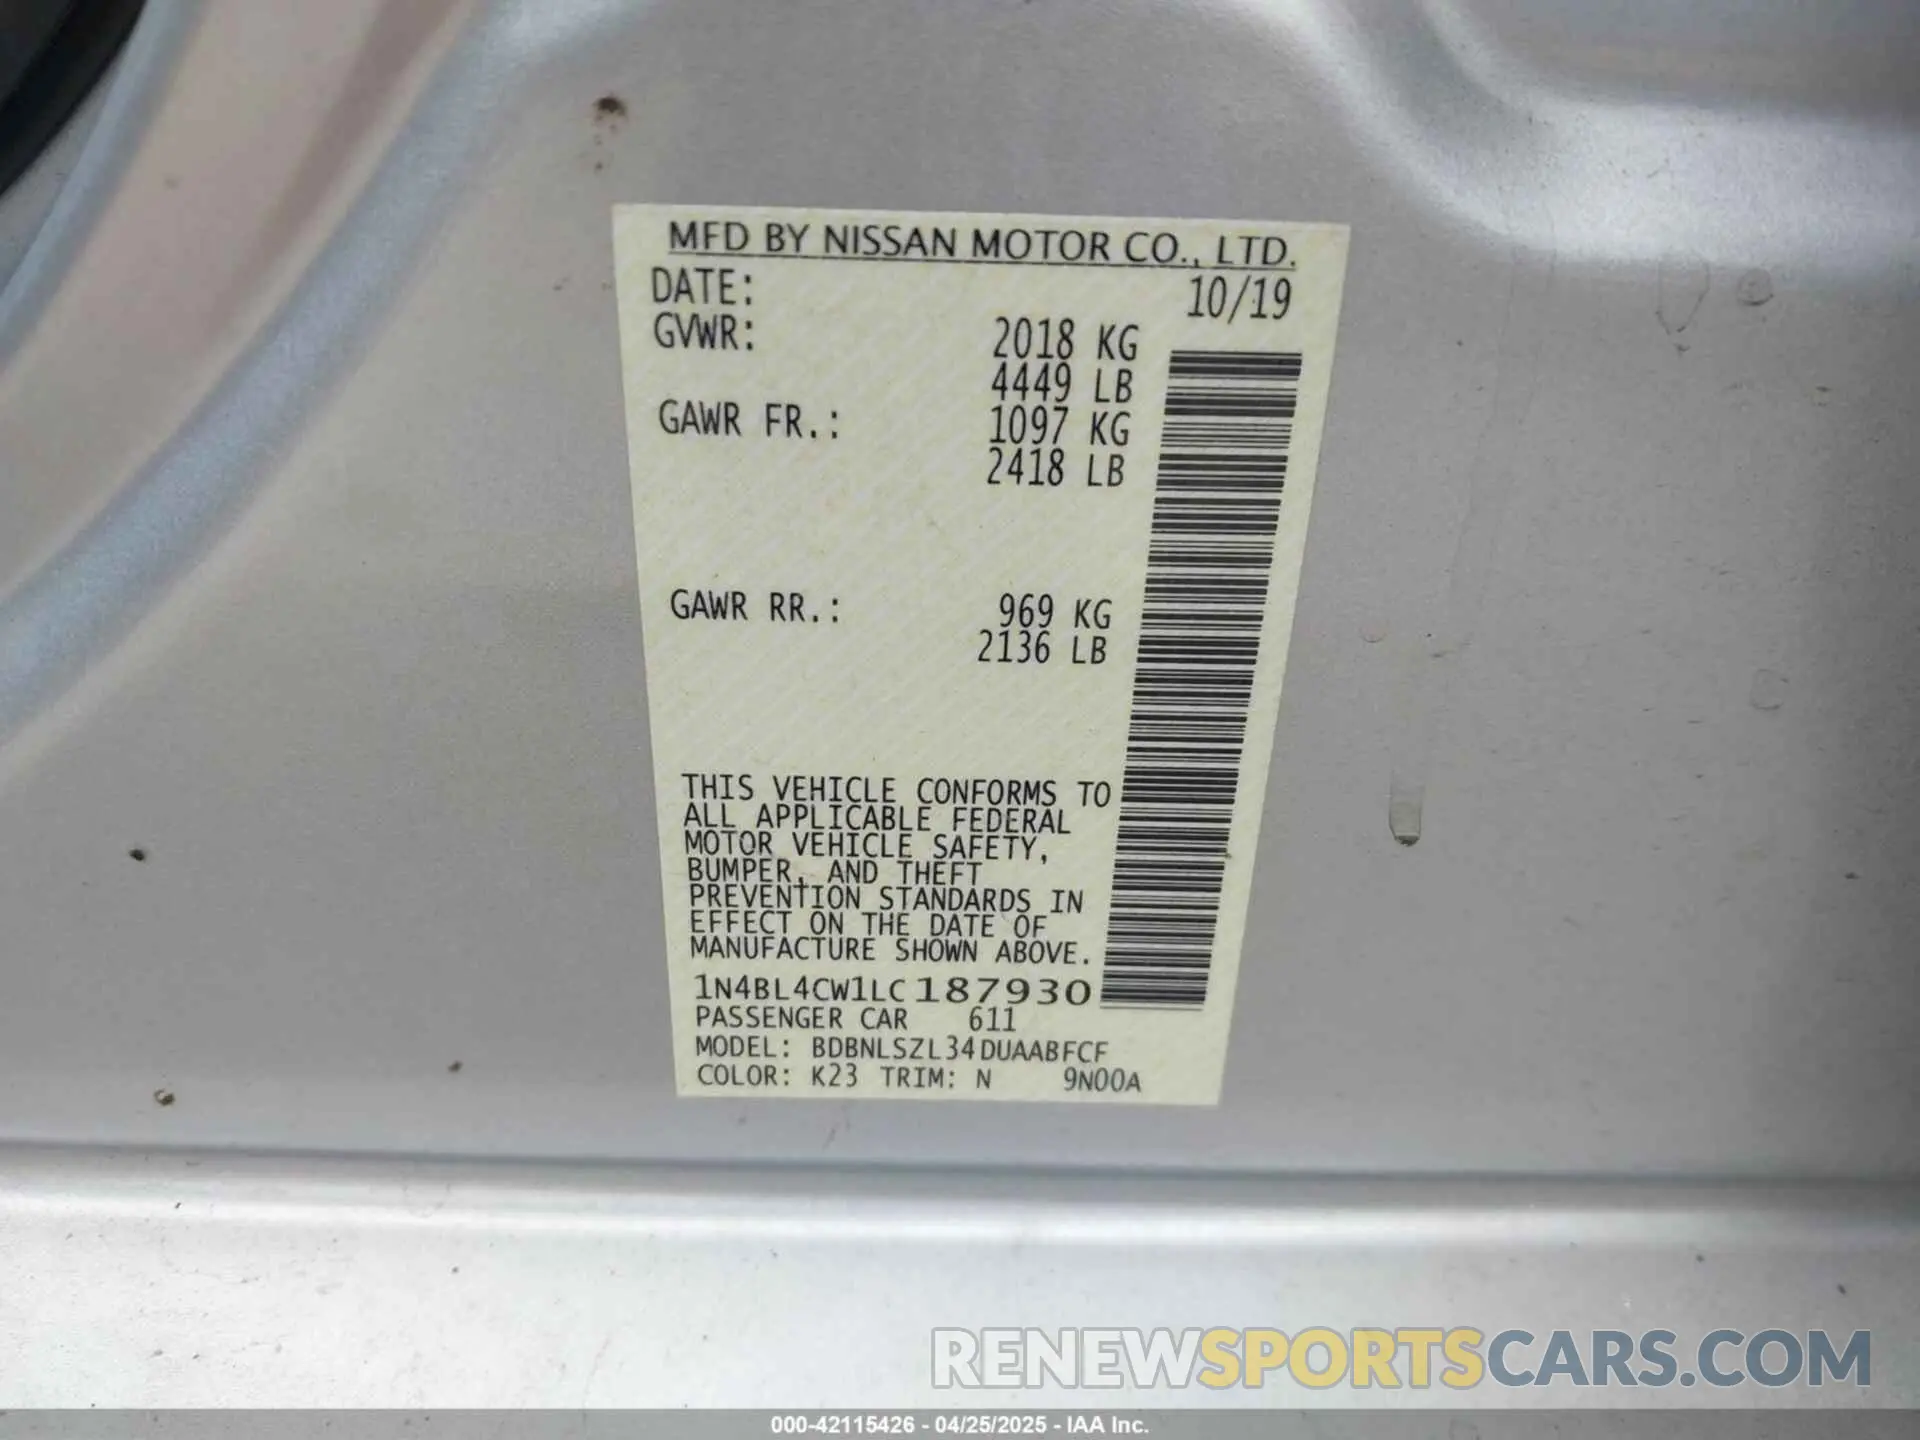 MFD BY NISSAN MOTOR CO., LTD.
DATE: 10/19
GVWR: 2018 KG
4449 LB
GAWR FR.: 1097 KG
2418 LB
GAWR RR.: 969 KG
2136 LB
THIS VEHICLE CONFORMS TO
ALL APPLICABLE FEDERAL
MOTOR VEHICLE SAFETY,
BUMPER, AND THEFT
PREVENTION STANDARDS IN
EFFECT ON THE DATE OF
MANUFACTURE SHOWN ABOVE.
1N4BL4CW1LC187930
PASSENGER CAR 611
MODEL: BDBNLSZL34DUAABFCF
COLOR: K23 TRIM: N 9N00A
RENEWSPORTSCARS.COM
000-42115426 - 04/25/2025 - IAA Inc.